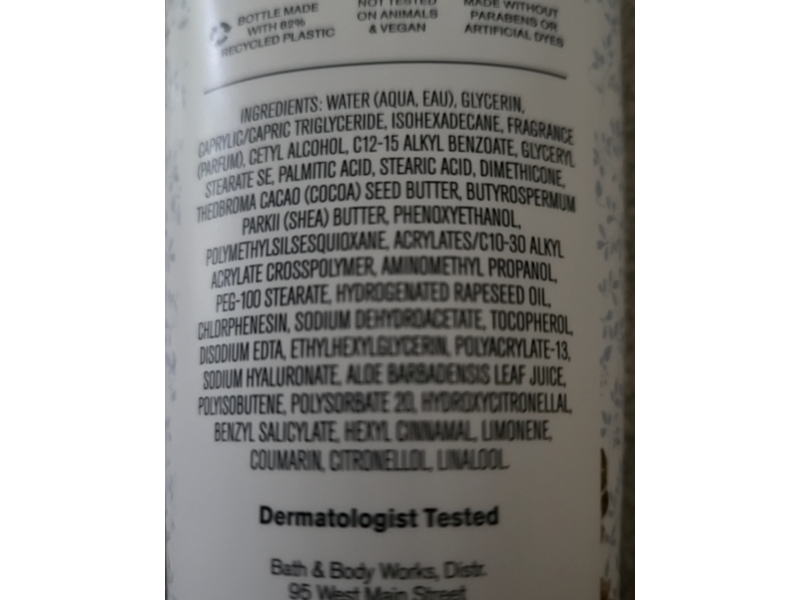 BOTTLE MADE
WITH 82%
RECYCLED PLASTIC
NOT TESTED
ON ANIMALS
& VEGAN
MADE WITHOUT
PARABENS OR
ARTIFICIAL DYES
INGREDIENTS: WATER (AQUA, EAU), GLYCERIN,
CAPRYLIC/CAPRIC TRIGLYCERIDE, ISOHEXADECANE, FRAGRANCE
(PARFUM), CETYL ALCOHOL, C12-15 ALKYL BENZOATE, GLYCERYL
STEARATE SE, PALMITIC ACID, STEARIC ACID, DIMETHICONE,
THEOBROMA CACAO (COCOA) SEED BUTTER, BUTYROSPERMUM
PARKII (SHEA) BUTTER, PHENOXYETHANOL,
POLYMETHYLSILSESQUIOXANE, ACRYLATES/C10-30 ALKYL
ACRYLATE CROSSPOLYMER, AMINOMETHYL PROPANOL,
PEG-100 STEARATE, HYDROGENATED RAPESEED OIL,
CHLORPHENESIN, SODIUM DEHYDROACETATE, TOCOPHEROL,
DISODIUM EDTA, ETHYLHEXYLGLYCERIN, POLYACRYLATE-13,
SODIUM HYALURONATE, ALOE BARBADENSIS LEAF JUICE,
POLYISOBUTENE, POLYSORBATE 20, HYDROXYCITRONELLAL,
BENZYL SALICYLATE, HEXYL CINNAMAL, LIMONENE,
COUMARIN, CITRONELLOL, LINALOOL.
Dermatologist Tested
Bath & Body Works, Distr.
95 West Main Street